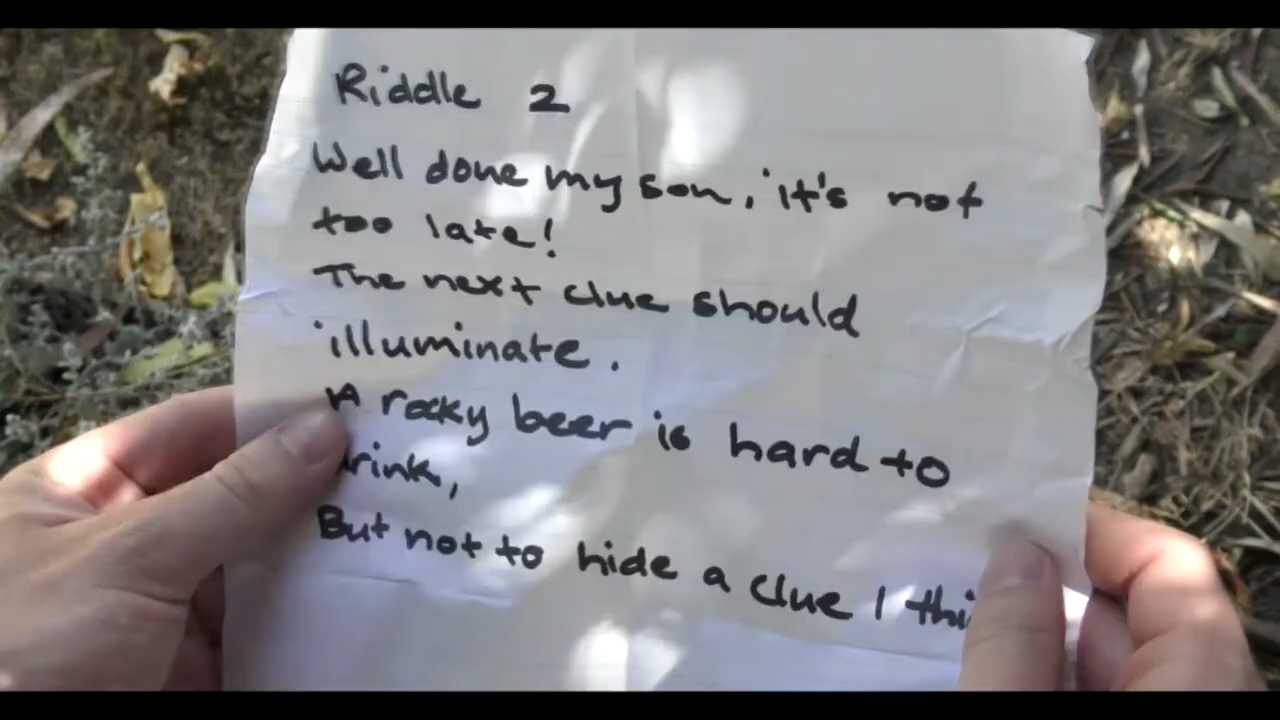 Riddle 2
Well done my son, it's not
too late!
The next clue should
illuminate.
A rocky beer is hard to
rink,
But not to hide a clue I thi